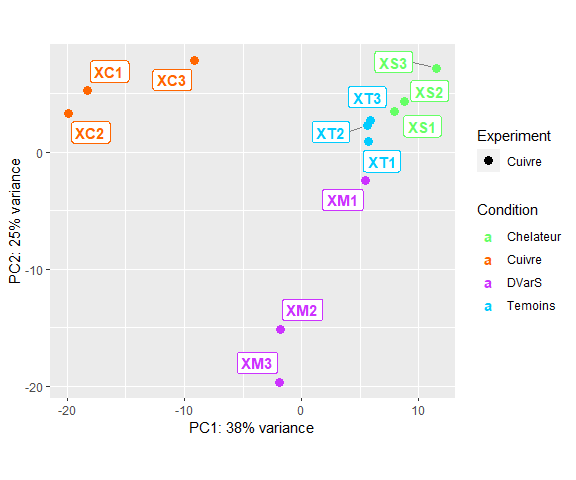 XS3
XC1
XC3
XS2
XT3
XS1
XC2
XT2
XT1
XM1
XM2
XM3
0
-10
-20
-20
-10
0
10
PC1: 38% variance
PC2: 25% variance
Experiment
Cuivre
Condition
a Chelateur
a Cuivre
a DVarS
a Temoins